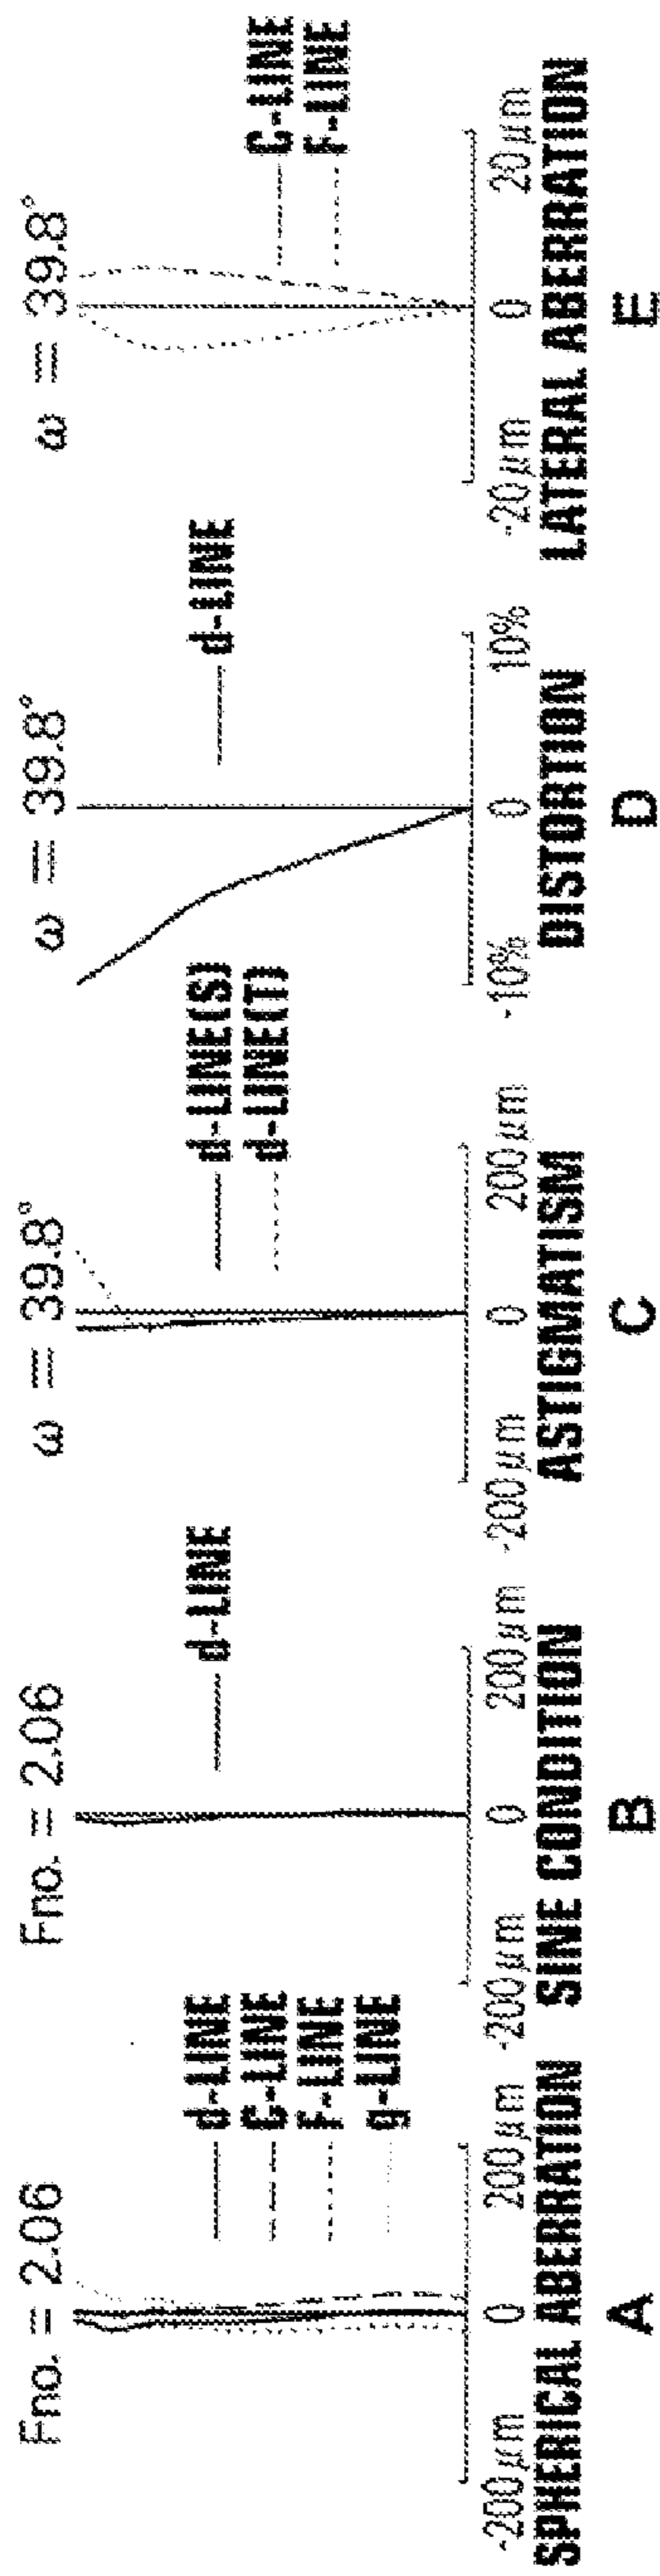 Fno. = 2.06
d-LINE
C-LINE
F-LINE
g-LINE
-200μm 0 200μm
SPHERICAL ABERRATION
A
Fno. = 2.06
d-LINE
-200μm 0 200μm
SINE CONDITION
B
ω = 39.8°
d-LINE(S)
d-LINE(T)
-200μm 0 200μm
ASTIGMATISM
C
ω = 39.8°
d-LINE
-10% 0 10%
DISTORTION
D
ω = 39.8°
C-LINE
F-LINE
-20μm 0 20μm
LATERAL ABERRATION
E